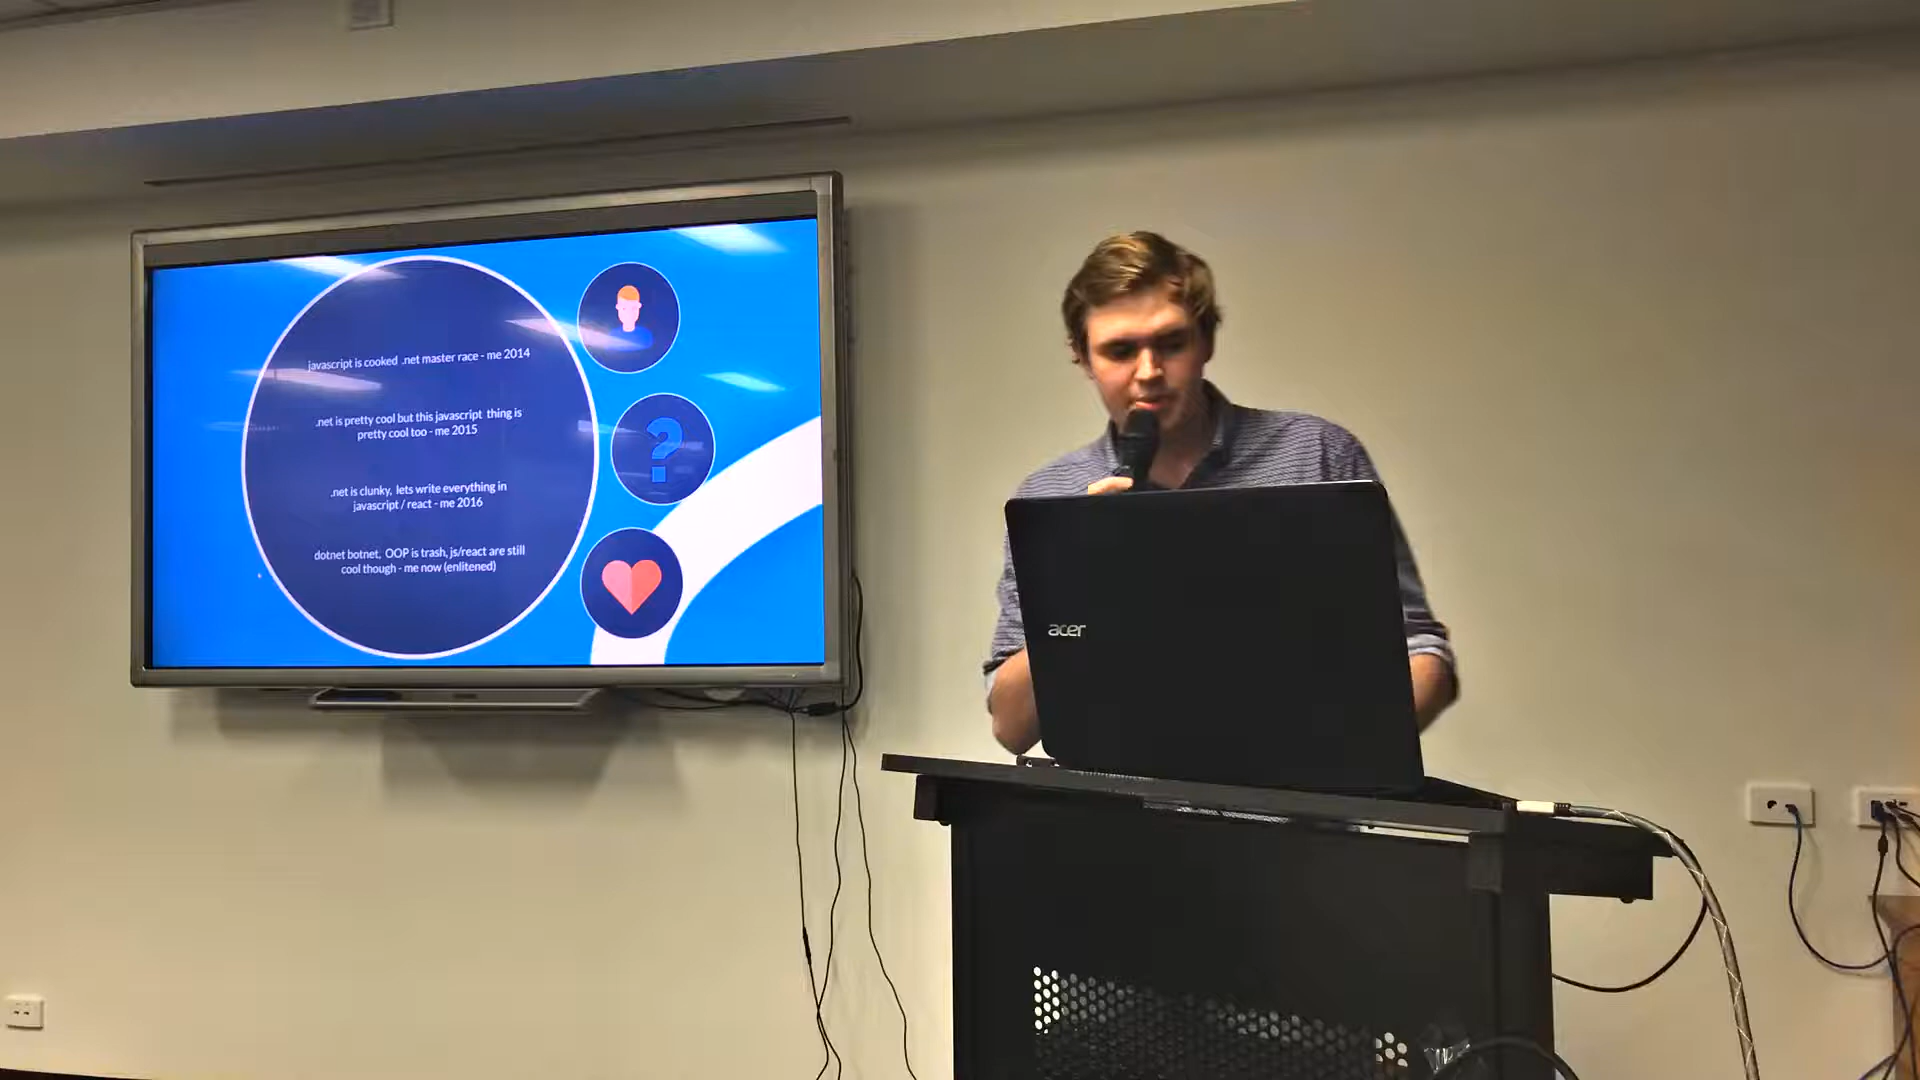 javascript is cooked .net master race - me 2014
.net is pretty cool but this javascript thing is
pretty cool too - me 2015
.net is clunky, lets write everything in
javascript / react - me 2016
dotnet botnet, OOP is trash, js/react are still
cool though - me now (enlitened)
?
acer